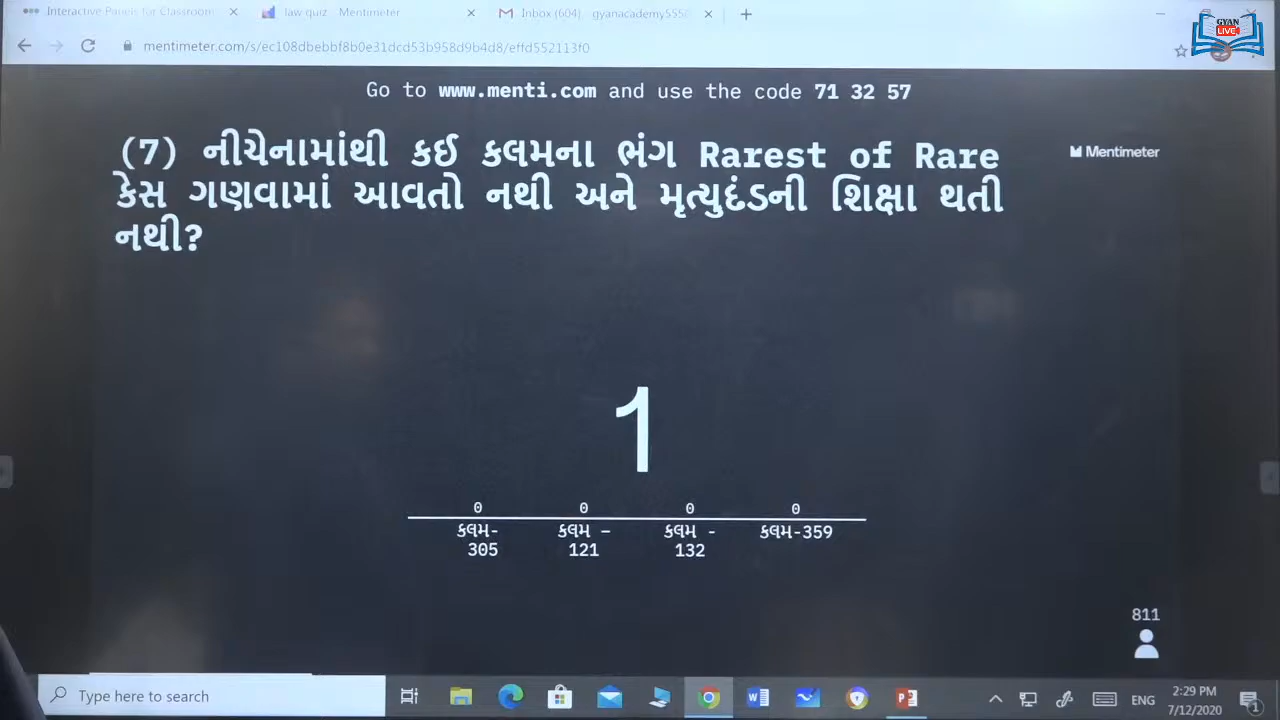 Interactive Panels for Classroom
law quiz - Mentimeter
Inbox (604) - gyanacademy555
mentimeter.com/s/ec108dbebbf8b0e31dcd53b958d9b4d8/effd552113f0
GYAN
LIVE
Go to www.menti.com and use the code 71 32 57
(7) નીચેનામાંથી કઈ કલમના ભંગ Rarest of Rare
કેસ ગણવામાં આવતો નથી અને મૃત્યુદંડની શિક્ષા થતી
નથી?
Mentimeter
1
0 0 0 0
કલમ- કલમ – કલમ - કલમ-359
305 121 132
811
Type here to search
ENG
2:29 PM
7/12/2020